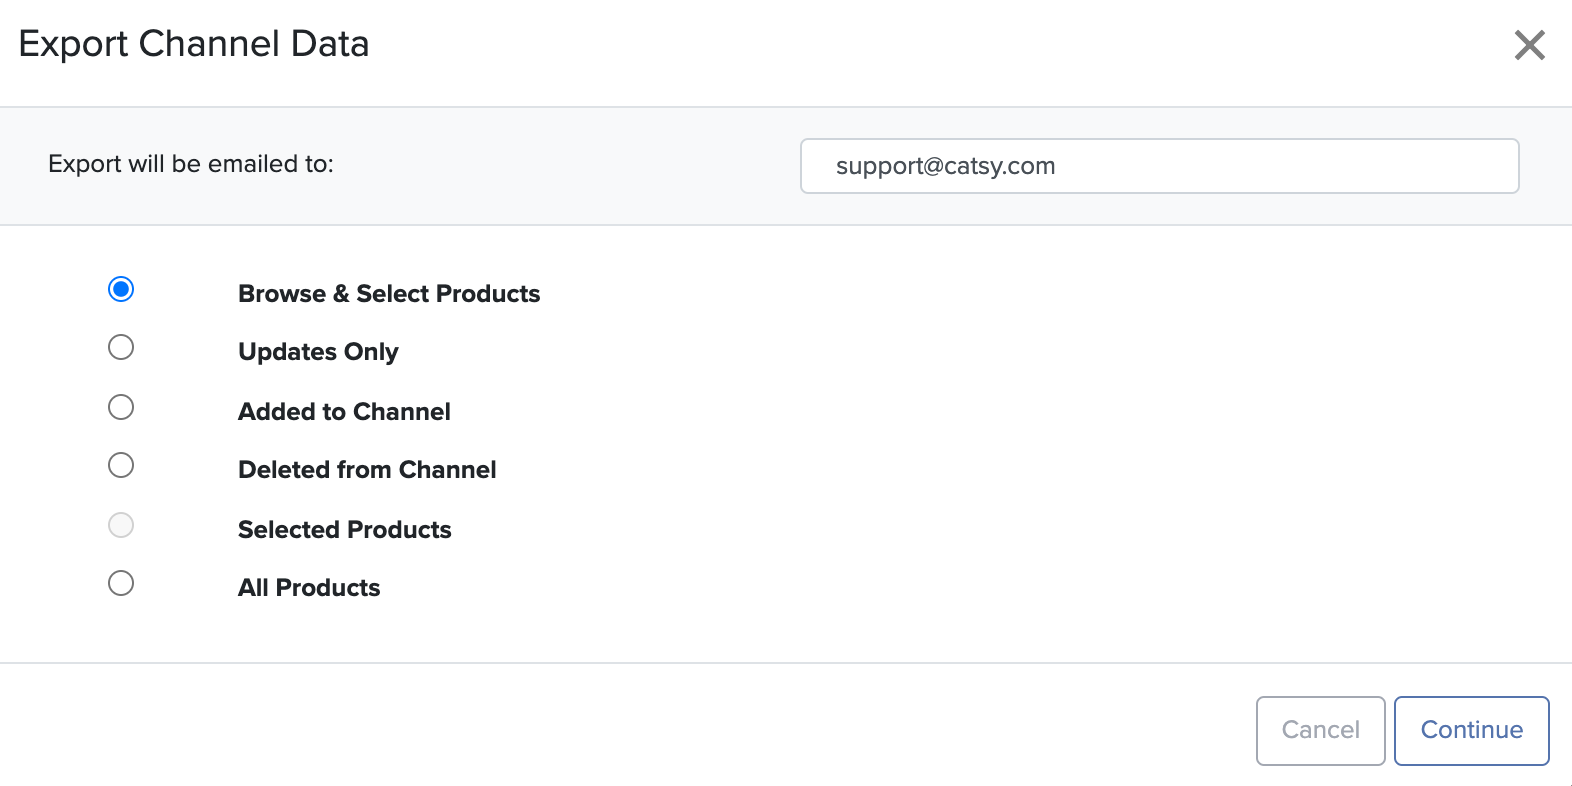 Export Channel Data
Export will be emailed to:
support@catsy.com
Browse & Select Products
Updates Only
Added to Channel
Deleted from Channel
Selected Products
All Products
Cancel
Continue